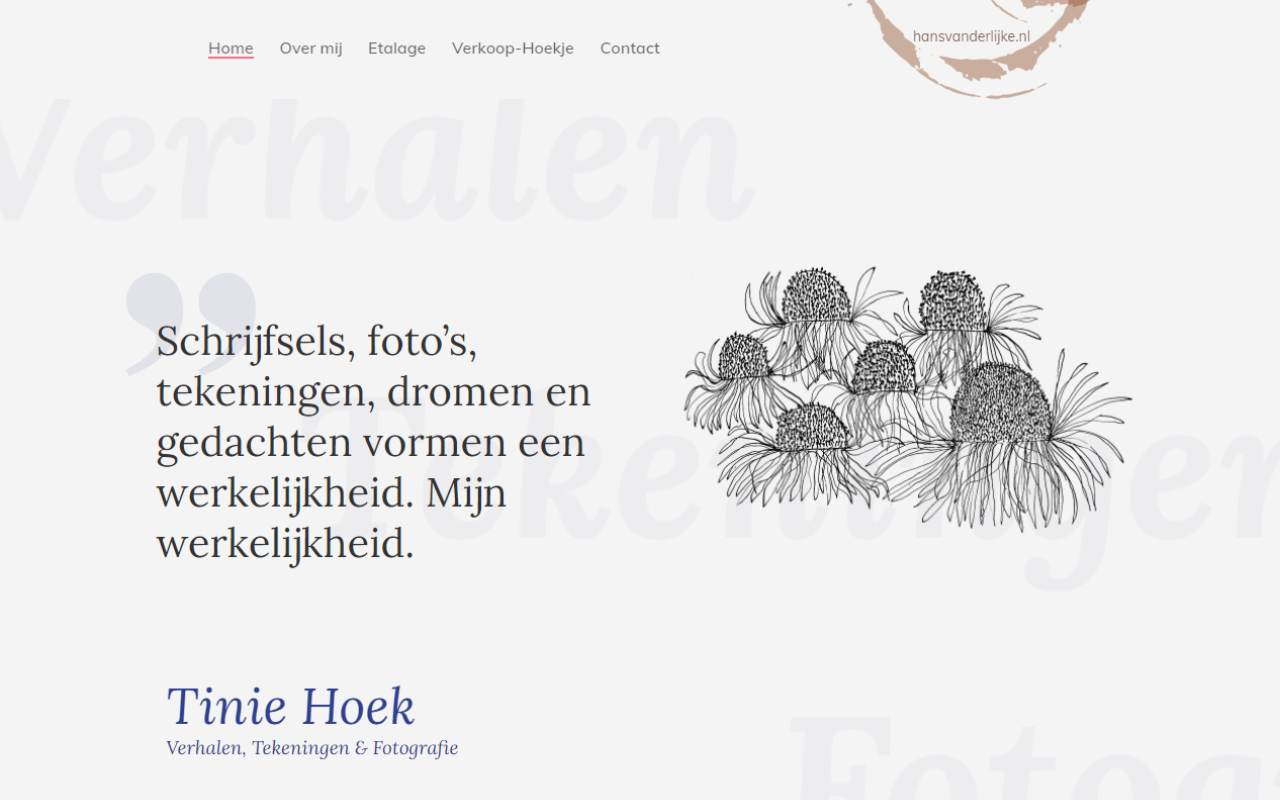 Home Over mij Etalage Verkoop-Hoekje Contact
hansvanderlijke.nl
Verhalen
”
Schrijfsels, foto’s,
tekeningen, dromen en
gedachten vormen een
werkelijkheid. Mijn
werkelijkheid.
Tekeningen
Tinie Hoek
Verhalen, Tekeningen & Fotografie
Fotogra